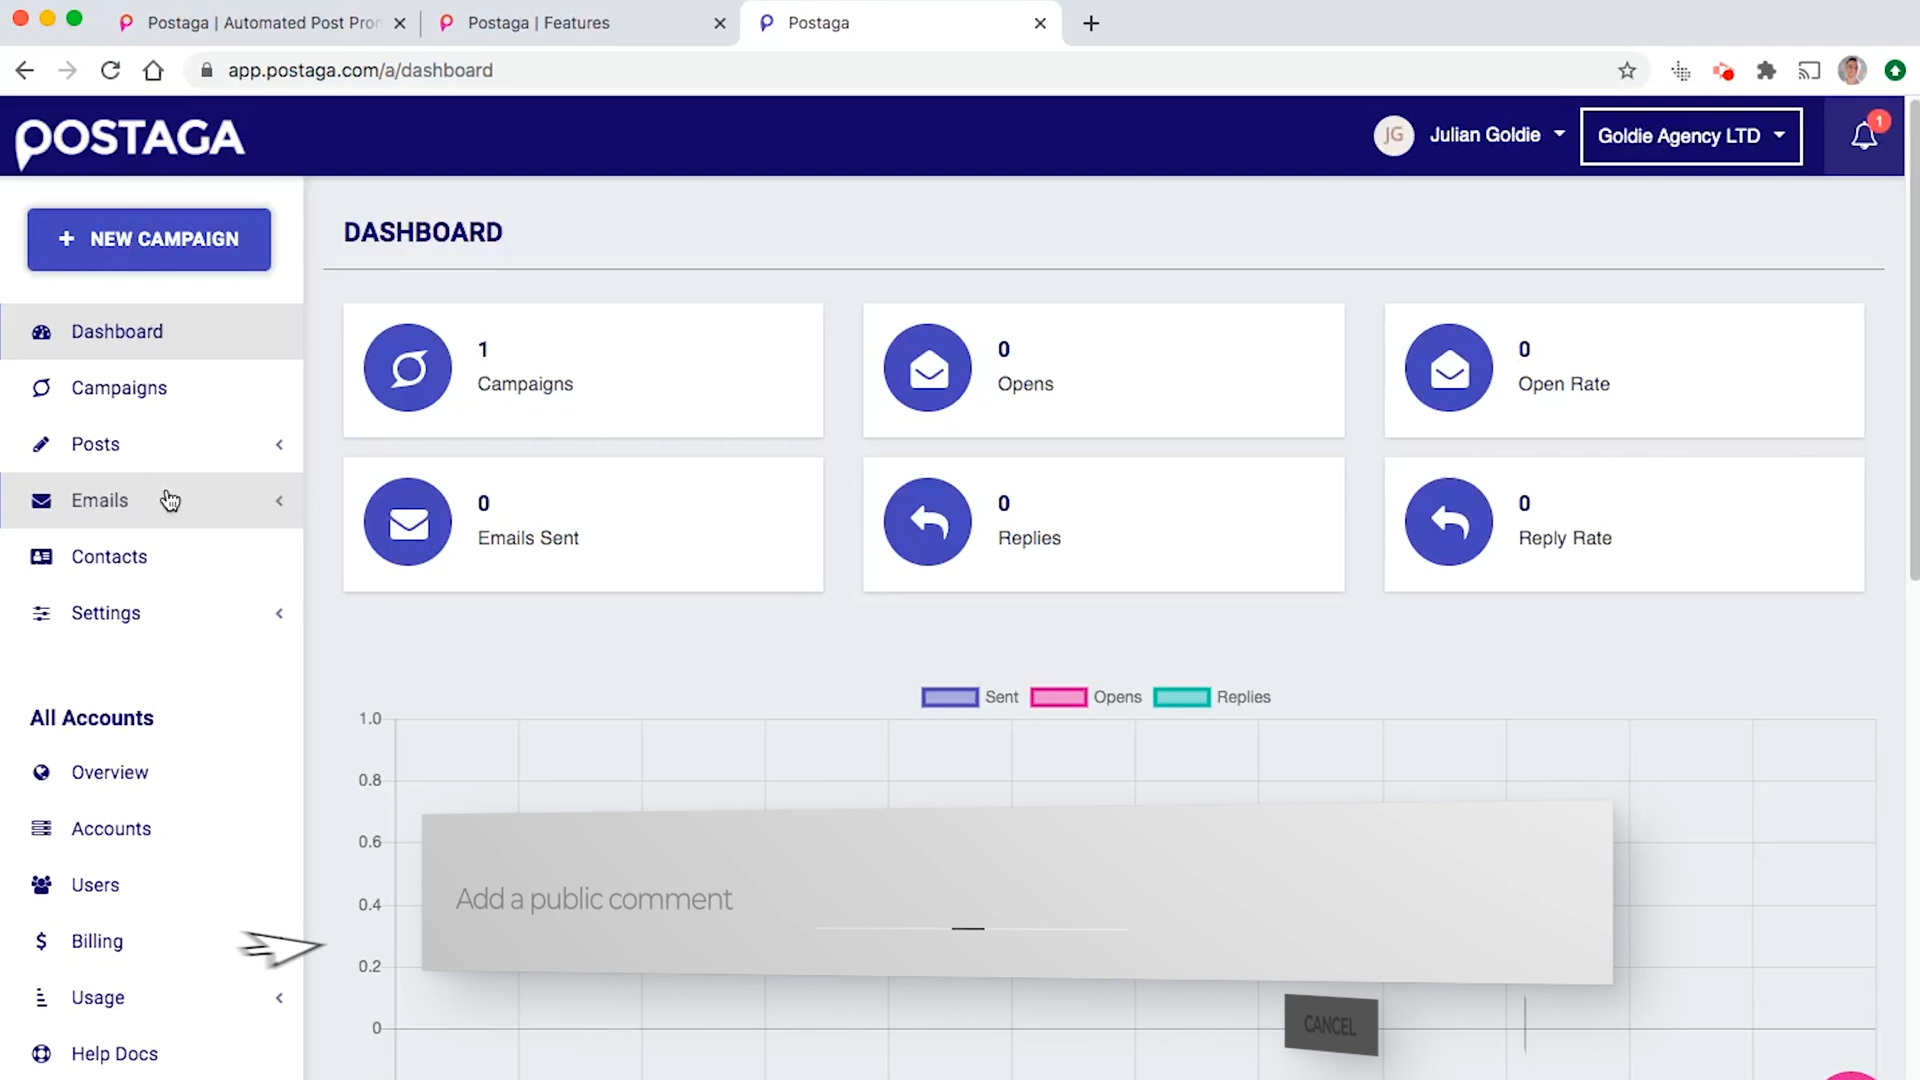 Postaga | Automated Post Pro
Postaga | Features
Postaga
app.postaga.com/a/dashboard
POSTAGA
JG
Julian Goldie
Goldie Agency LTD
1
+ NEW CAMPAIGN
Dashboard
Campaigns
Posts
Emails
Contacts
Settings
All Accounts
Overview
Accounts
Users
Billing
Usage
Help Docs
DASHBOARD
1
Campaigns
0
Opens
0
Open Rate
0
Emails Sent
0
Replies
0
Reply Rate
Sent
Opens
Replies
1.0
0.8
0.6
0.4
0.2
0
Add a public comment
CANCEL